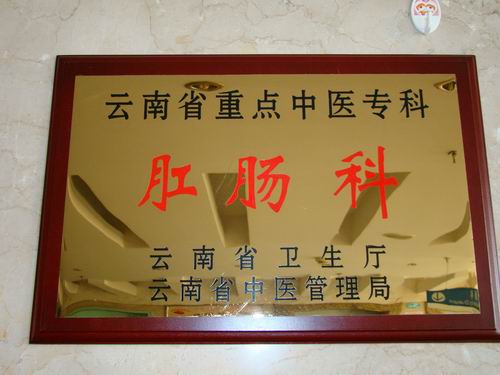 云南省重点中医专科
肛肠科
云南省卫生厅
云南省中医管理局